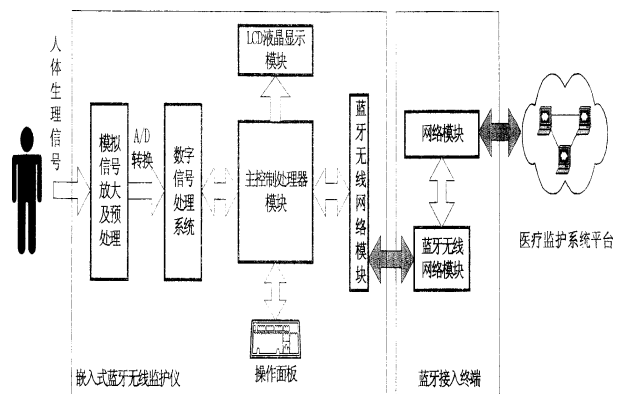 人体生理信号
模拟
信号
放大
及预
处理
A/D
转换
数字
信号
处理
系统
LCD液晶显示
模块
主控制处理器
模块
操作面板
蓝牙无线网络模块
嵌入式蓝牙无线监护仪
网络模块
蓝牙无线
网络模块
蓝牙接入终端
医疗监护系统平台